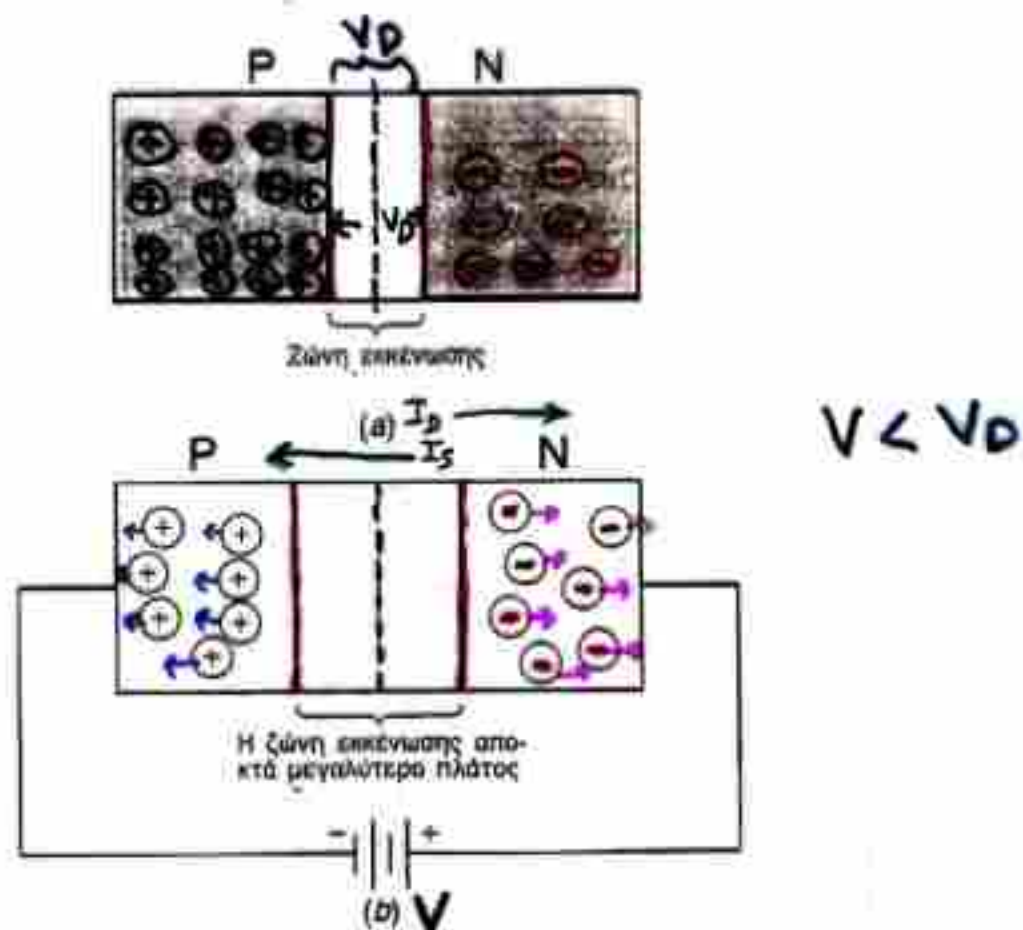 VD
P N
VD
Ζώνη εκκένωσης
(a) ID
IS
P N
V < VD
Η ζώνη εκκένωσης απο-
κτά μεγαλύτερο πλάτος
- +
(b) V